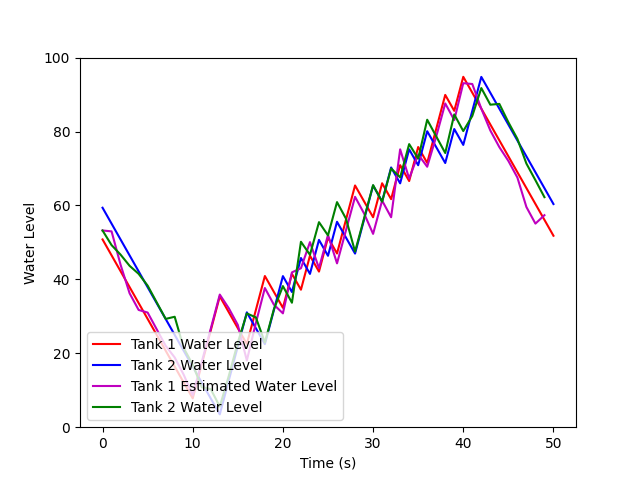 100
80
60
40
20
0
Water Level
Tank 1 Water Level
Tank 2 Water Level
Tank 1 Estimated Water Level
Tank 2 Water Level
0 10 20 30 40 50
Time (s)